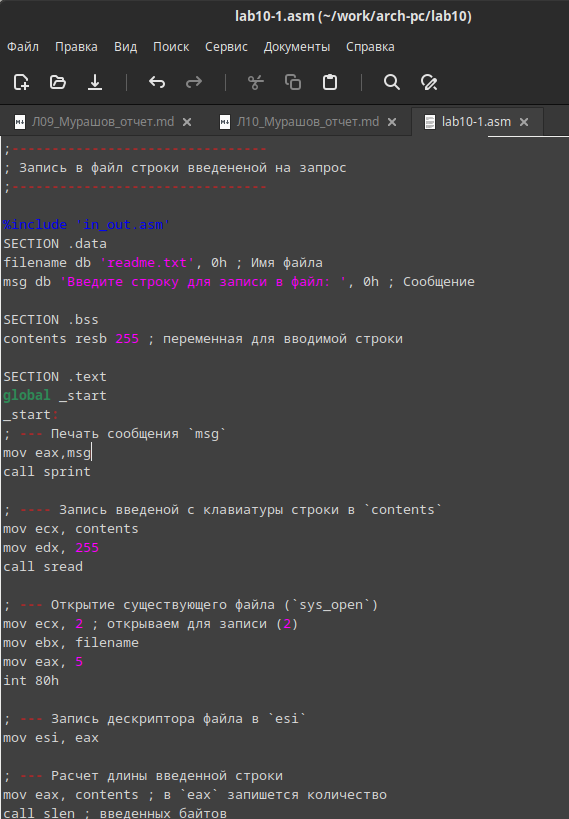 lab10-1.asm (~/work/arch-pc/lab10)
Файл Правка Вид Поиск Сервис Документы Справка
Л09_Мурашов_отчет.md Л10_Мурашов_отчет.md lab10-1.asm
;--------------------------------
; Запись в файл строки введененой на запрос
;--------------------------------
%include 'in_out.asm'
SECTION .data
filename db 'readme.txt', 0h ; Имя файла
msg db 'Введите строку для записи в файл: ', 0h ; Сообщение
SECTION .bss
contents resb 255 ; переменная для вводимой строки
SECTION .text
global _start
_start:
; --- Печать сообщения `msg`
mov eax,msg
call sprint
; ---- Запись введеной с клавиатуры строки в `contents`
mov ecx, contents
mov edx, 255
call sread
; --- Открытие существующего файла (`sys_open`)
mov ecx, 2 ; открываем для записи (2)
mov ebx, filename
mov eax, 5
int 80h
; --- Запись дескриптора файла в `esi`
mov esi, eax
; --- Расчет длины введенной строки
mov eax, contents ; в `eax` запишется количество
call slen ; введенных байтов